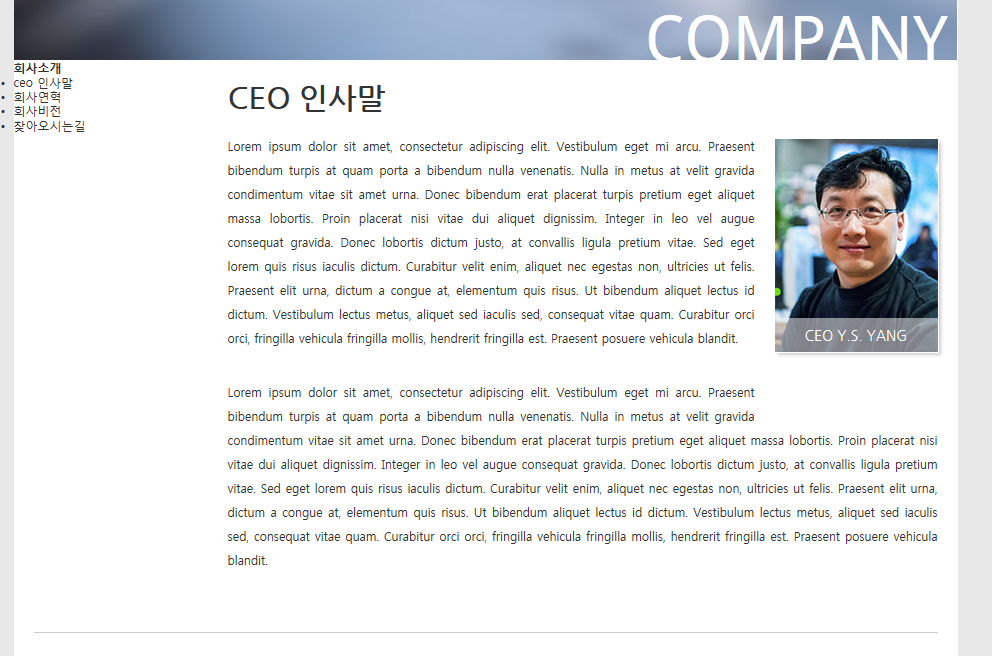 COMPANY
회사소개
ceo 인사말
회사연혁
회사비전
찾아오시는길
CEO 인사말
Lorem ipsum dolor sit amet, consectetur adipiscing elit. Vestibulum eget mi arcu. Praesent
bibendum turpis at quam porta a bibendum nulla venenatis. Nulla in metus at velit gravida
condimentum vitae sit amet urna. Donec bibendum erat placerat turpis pretium eget aliquet
massa lobortis. Proin placerat nisi vitae dui aliquet dignissim. Integer in leo vel augue
consequat gravida. Donec lobortis dictum justo, at convallis ligula pretium vitae. Sed eget
lorem quis risus iaculis dictum. Curabitur velit enim, aliquet nec egestas non, ultricies ut felis.
Praesent elit urna, dictum a congue at, elementum quis risus. Ut bibendum aliquet lectus id
dictum. Vestibulum lectus metus, aliquet sed iaculis sed, consequat vitae quam. Curabitur orci
orci, fringilla vehicula fringilla mollis, hendrerit fringilla est. Praesent posuere vehicula blandit.
CEO Y.S. YANG
Lorem ipsum dolor sit amet, consectetur adipiscing elit. Vestibulum eget mi arcu. Praesent
bibendum turpis at quam porta a bibendum nulla venenatis. Nulla in metus at velit gravida
condimentum vitae sit amet urna. Donec bibendum erat placerat turpis pretium eget aliquet massa lobortis. Proin placerat nisi
vitae dui aliquet dignissim. Integer in leo vel augue consequat gravida. Donec lobortis dictum justo, at convallis ligula pretium
vitae. Sed eget lorem quis risus iaculis dictum. Curabitur velit enim, aliquet nec egestas non, ultricies ut felis. Praesent elit urna,
dictum a congue at, elementum quis risus. Ut bibendum aliquet lectus id dictum. Vestibulum lectus metus, aliquet sed iaculis
sed, consequat vitae quam. Curabitur orci orci, fringilla vehicula fringilla mollis, hendrerit fringilla est. Praesent posuere vehicula
blandit.